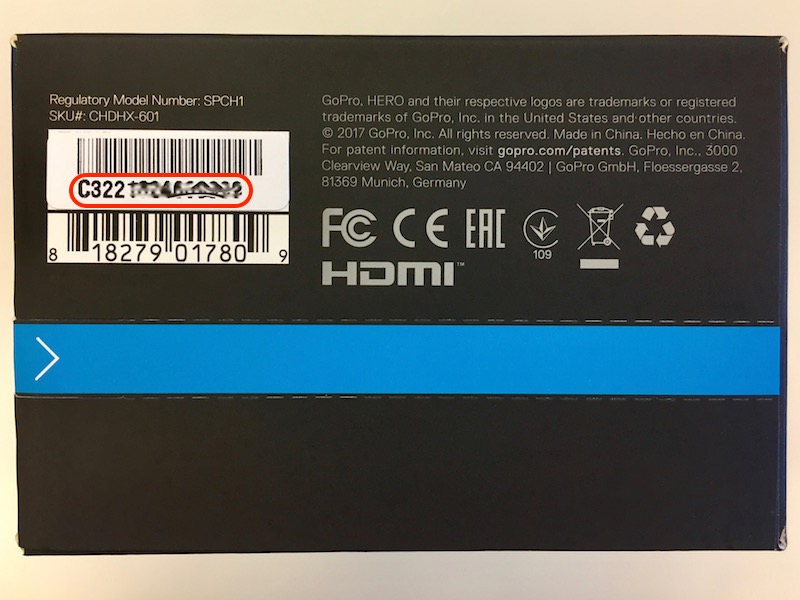 Regulatory Model Number: SPCH1
SKU#: CHDHX-601
C322
8 18279 01780 9
GoPro, HERO and their respective logos are trademarks or registered
trademarks of GoPro, Inc. in the United States and other countries.
© 2017 GoPro, Inc. All rights reserved. Made in China. Hecho en China.
For patent information, visit gopro.com/patents. GoPro, Inc., 3000
Clearview Way, San Mateo CA 94402 | GoPro GmbH, Floessergasse 2,
81369 Munich, Germany
FC CE EAC
109
HDMI™